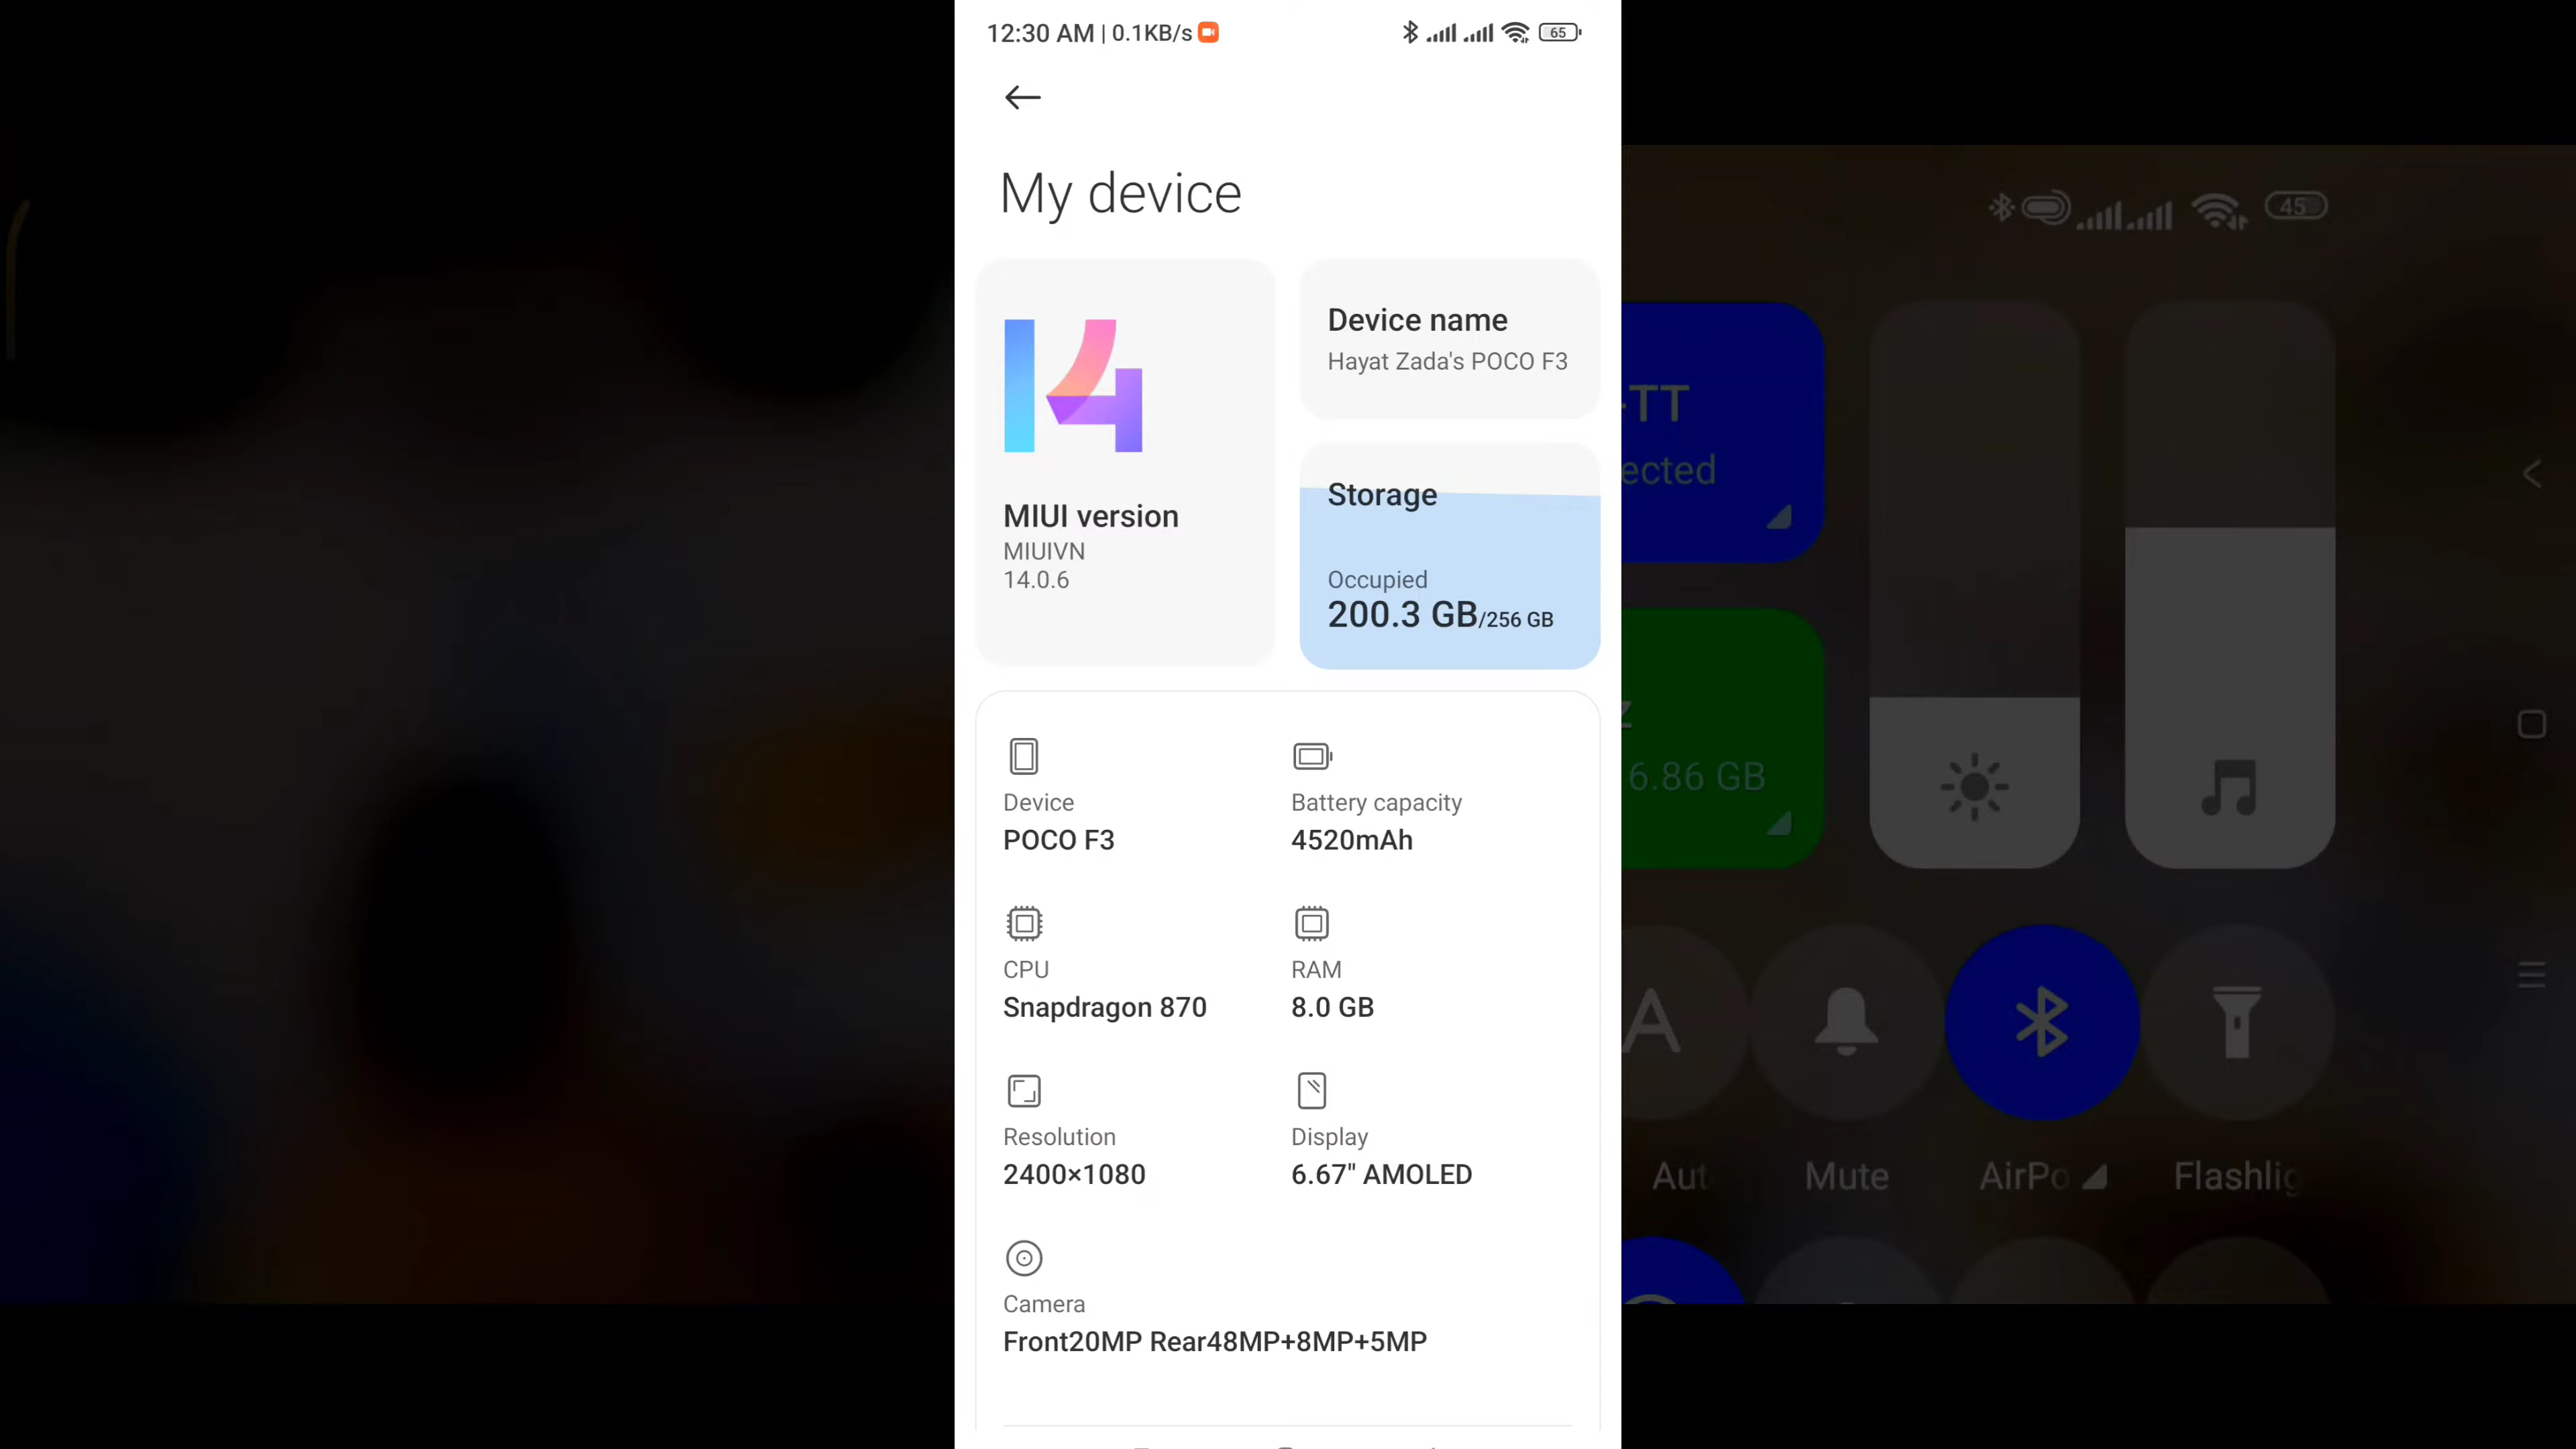 12:30 AM | 0.1KB/s
65
My device
14
MIUI version
MIUIVN
14.0.6
Device name
Hayat Zada's POCO F3
Storage
Occupied
200.3 GB/256 GB
Device
POCO F3
Battery capacity
4520mAh
CPU
Snapdragon 870
RAM
8.0 GB
Resolution
2400×1080
Display
6.67" AMOLED
Camera
Front20MP Rear48MP+8MP+5MP
45
-TT
ected
z
6.86 GB
A
Aut
Mute
AirPo
Flashlig